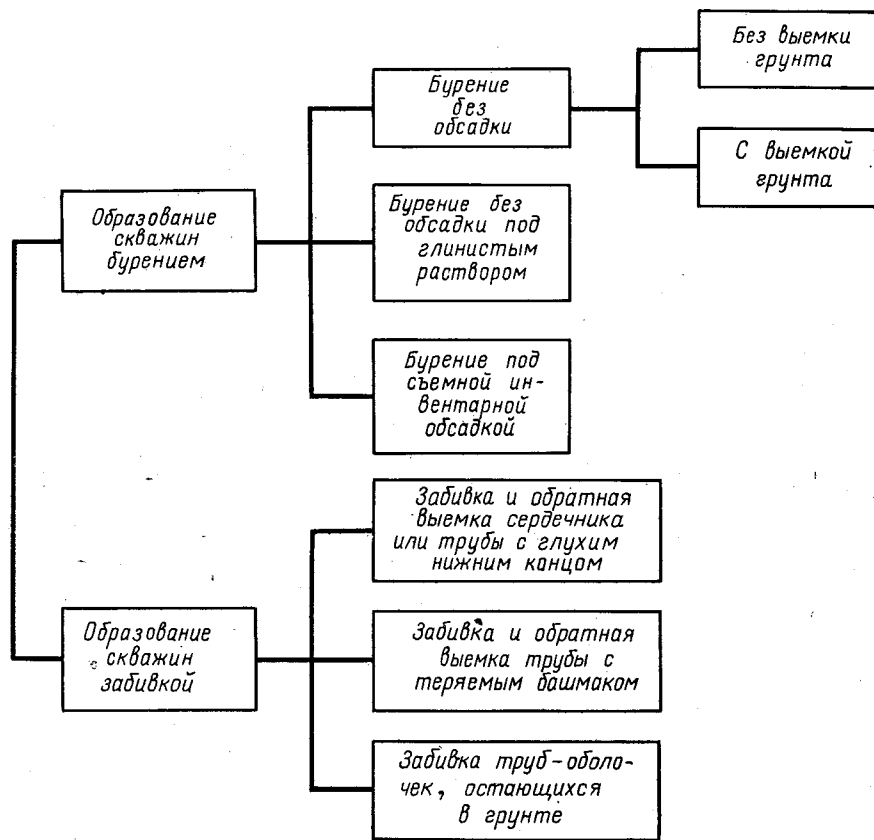 Без выемки
грунта
Бурение
без
обсадки
С выемкой
грунта
Образование
скважин
бурением
Бурение без
обсадки под
глинистым
раствором
Бурение под
съемной ин-
вентарной
обсадкой
Забивка и обратная
выемка сердечника
или трубы с глухим
нижним концом
Образование
скважин
забивкой
Забивка и обратная
выемка трубы с
теряемым башмаком
Забивка труб-оболо-
чек, остающихся
в грунте